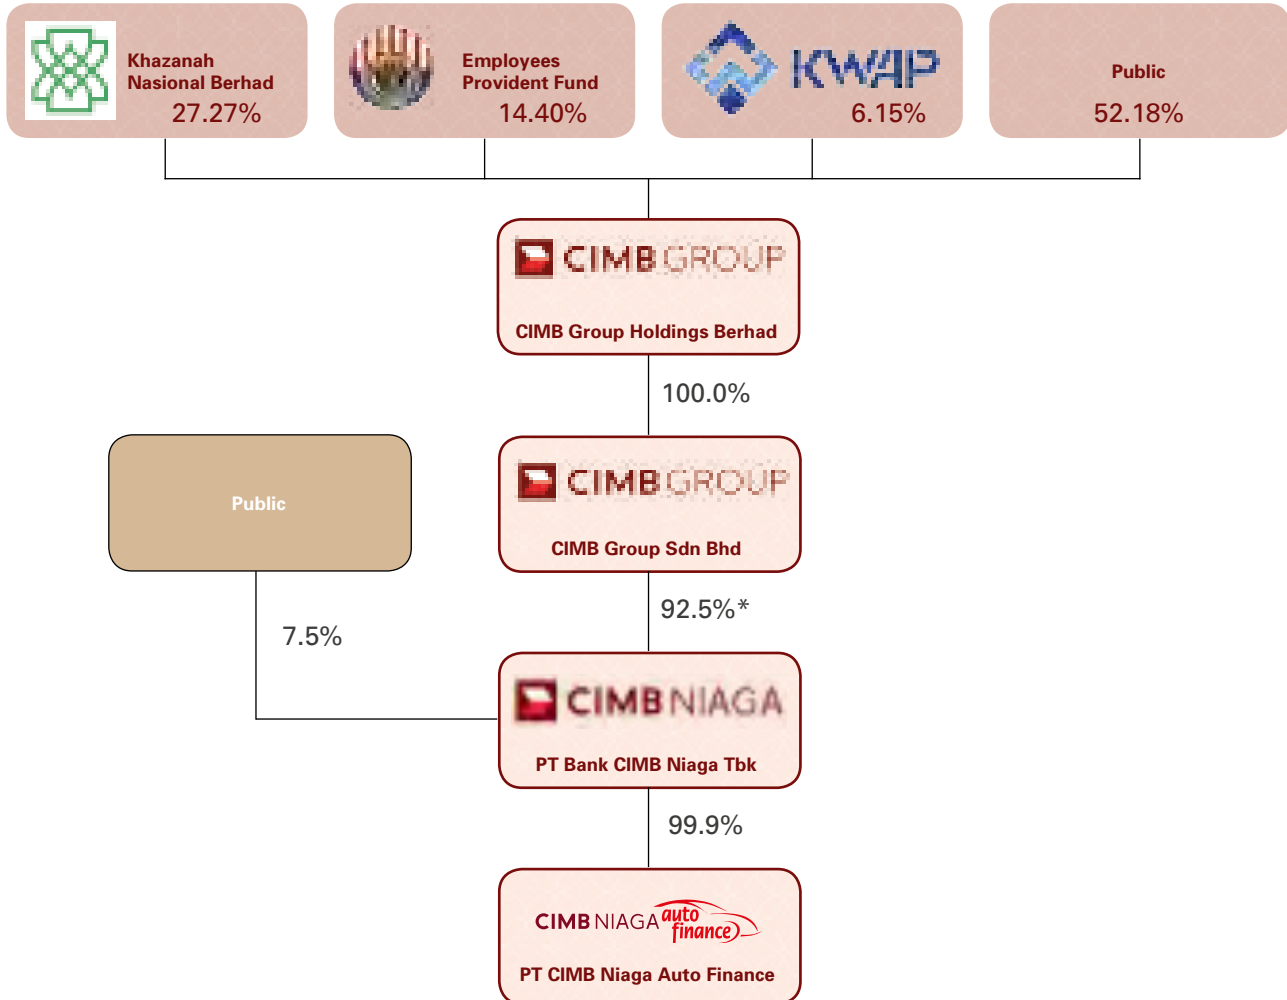 Khazanah
Nasional Berhad
27.27%
Employees
Provident Fund
14.40%
KWAP
6.15%
Public
52.18%
CIMB GROUP
CIMB Group Holdings Berhad
100.0%
Public
CIMB GROUP
CIMB Group Sdn Bhd
92.5%*
7.5%
CIMB NIAGA
PT Bank CIMB Niaga Tbk
99.9%
CIMB NIAGA auto
finance
PT CIMB Niaga Auto Finance